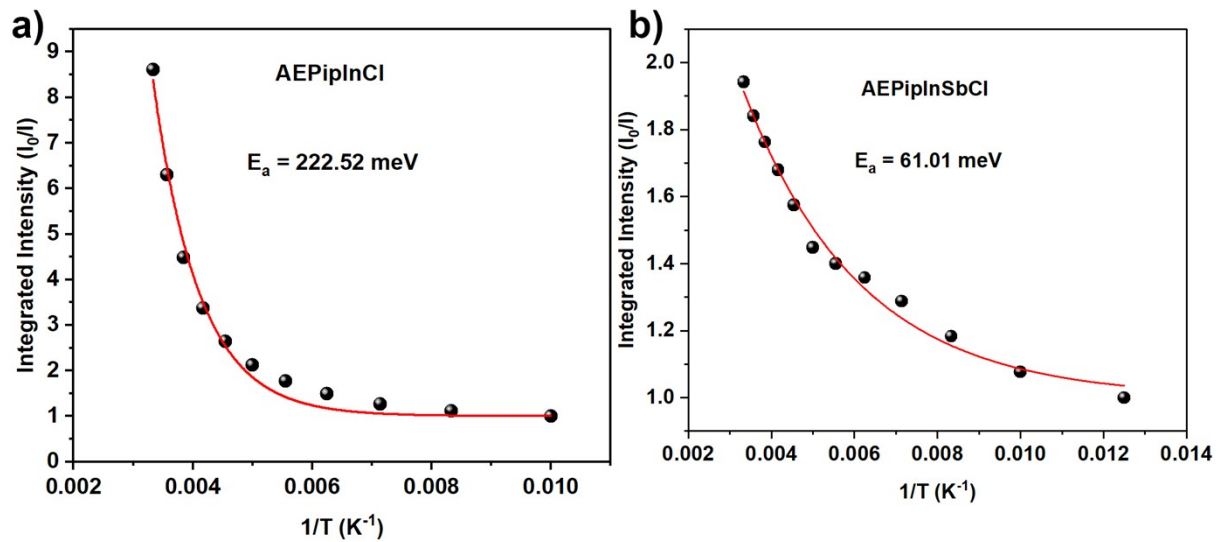 a)
AEPipInCl
Eₐ = 222.52 meV
Integrated Intensity (I₀/I)
9
8
7
6
5
4
3
2
1
0
0.002 0.004 0.006 0.008 0.010
1/T (K⁻¹)
b)
AEPipInSbCl
Eₐ = 61.01 meV
Integrated Intensity (I₀/I)
2.0
1.8
1.6
1.4
1.2
1.0
0.002 0.004 0.006 0.008 0.010 0.012 0.014
1/T (K⁻¹)